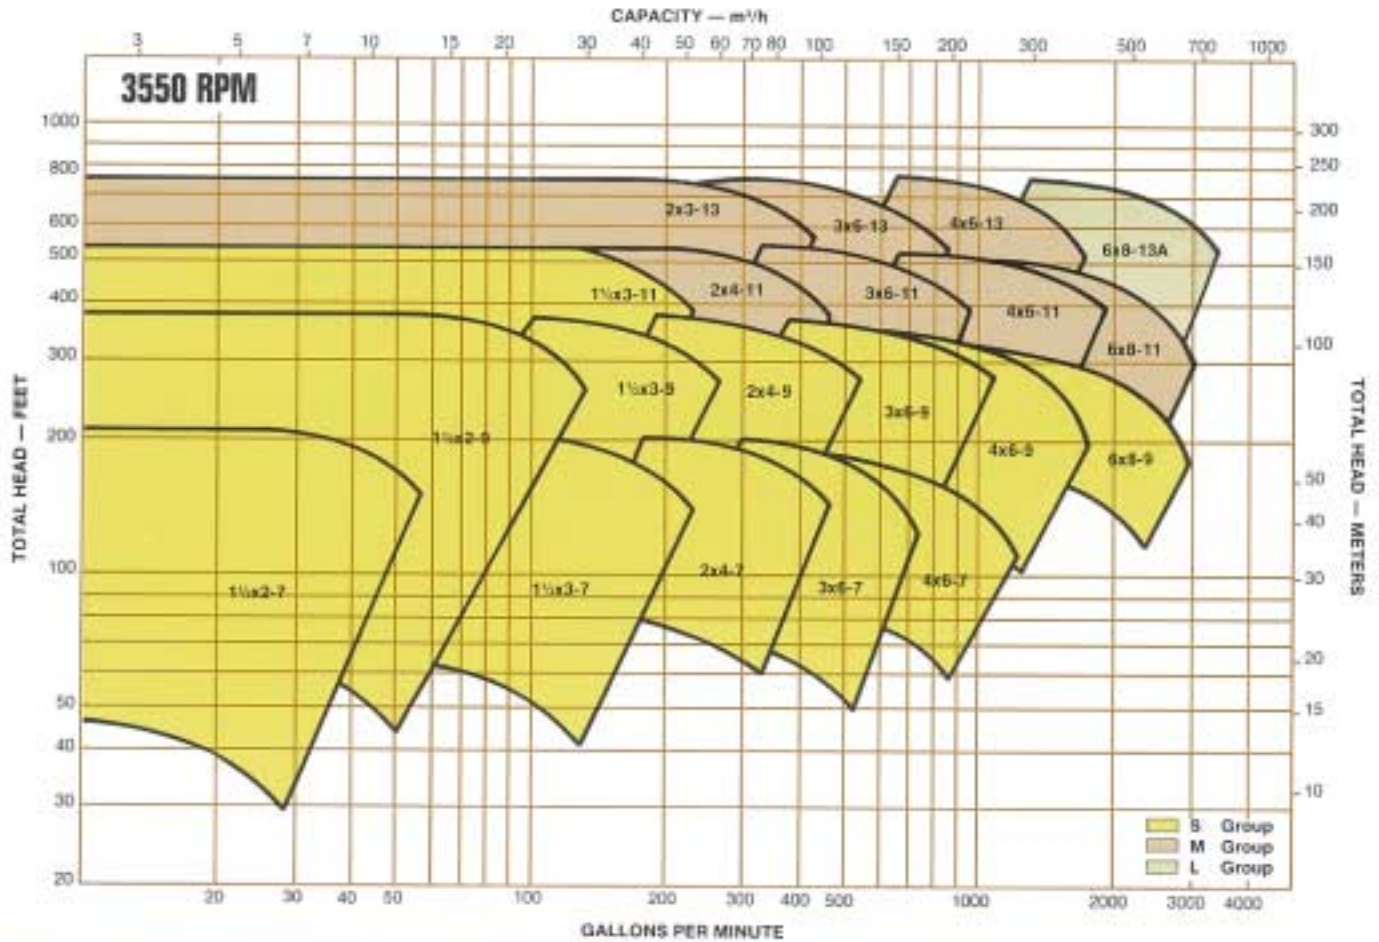 CAPACITY — m³/h
3 5 7 10 15 20 30 40 50 60 70 80 100 150 200 300 500 700 1000
3550 RPM
1000
800
600
500
400
300
200
100
50
40
30
20
TOTAL HEAD — FEET
300
250
200
150
100
50
40
30
20
15
10
TOTAL HEAD — METERS
2x3-13
3x6-13
4x6-13
6x8-13A
1½x3-11
2x4-11
3x6-11
4x6-11
6x8-11
1½x2-9
1½x3-9
2x4-9
3x6-9
4x6-9
6x8-9
1½x2-7
1½x3-7
2x4-7
3x6-7
4x6-7
S Group
M Group
L Group
20 30 40 50 100 200 300 400 500 1000 2000 3000 4000
GALLONS PER MINUTE